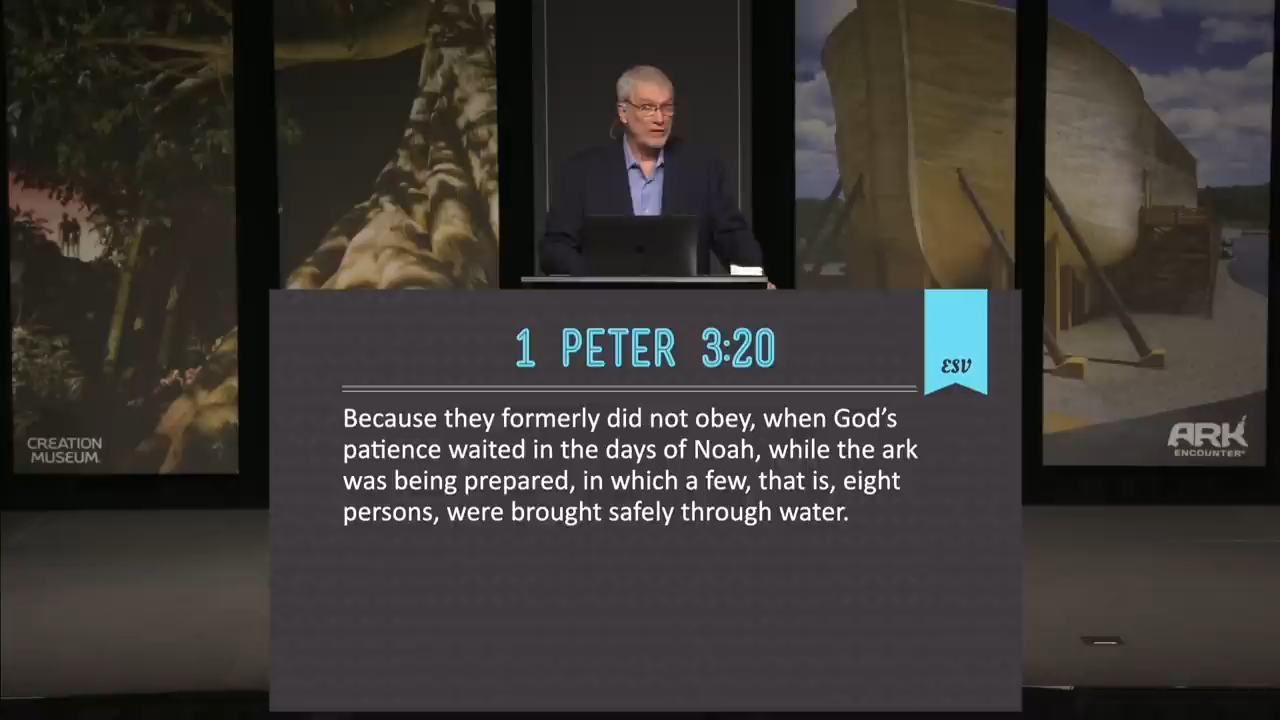 1 PETER 3:20
ESV
Because they formerly did not obey, when God’s
patience waited in the days of Noah, while the ark
was being prepared, in which a few, that is, eight
persons, were brought safely through water.
CREATION
MUSEUM
ARK
ENCOUNTER